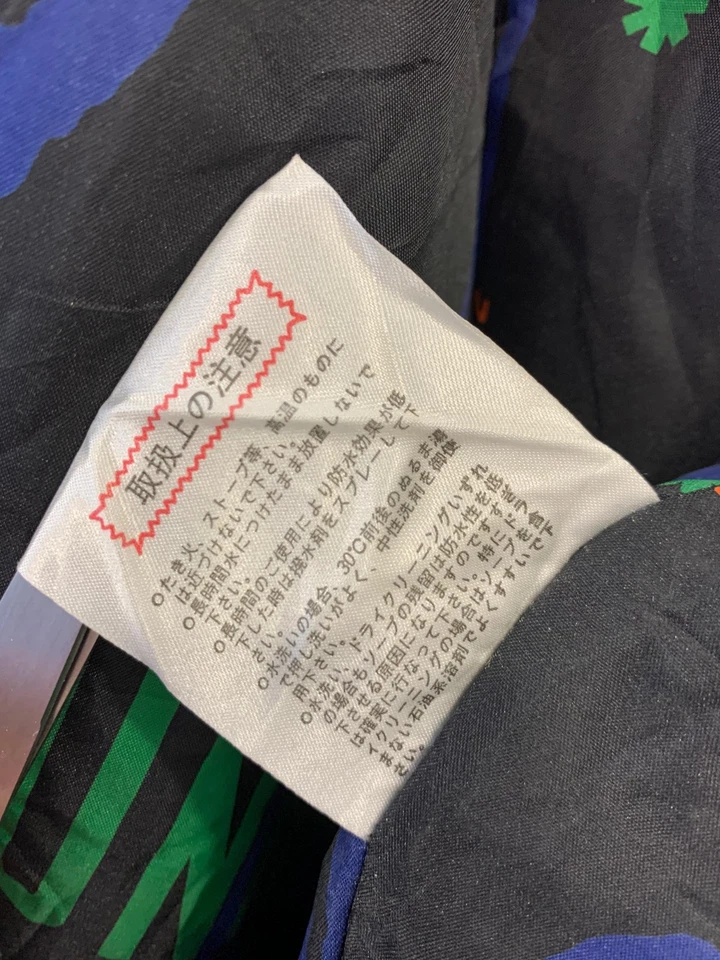 取扱上の注意
○たき火、ストーブ等、高温のものに
は近づけないで下さい。
○長時間水につけたまま放置しないで
下さい。
○長時間のご使用により防水効果が低
下した時は撥水剤をスプレーして下
さい。
○水洗いの場合、30℃前後のぬるま湯
で押し洗いがよく、中性洗剤を御使
用下さい。
○水洗い、ドライクリーニングいずれ
の場合もソープの残留は防水性を低
下させる原因になりますのですすぎ
は確実に行なって下さい。特にドラ
イクリーニングの場合はソープを含
まない石油系溶剤でよくすすいで下
さい。